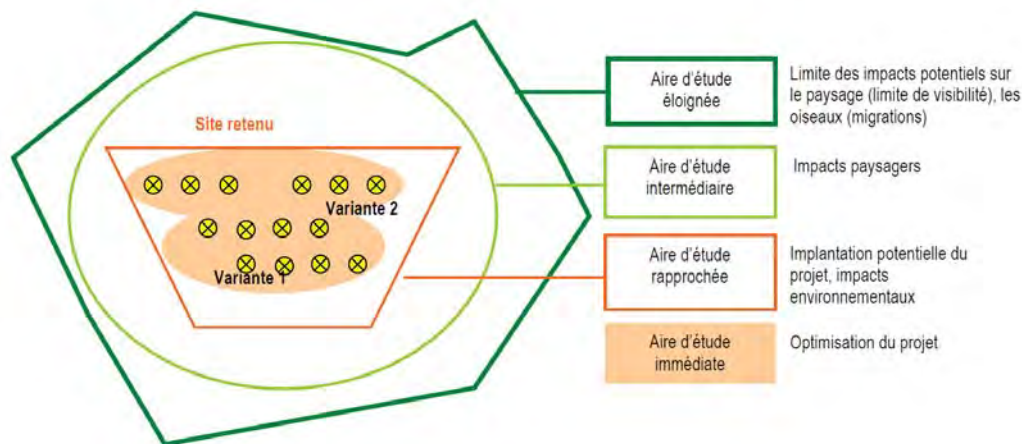 Site retenu
Variante 2
Variante 1
Aire d'étude
éloignée
Limite des impacts potentiels sur
le paysage (limite de visibilité), les
oiseaux (migrations)
Aire d'étude
intermédiaire
Impacts paysagers
Aire d'étude
rapprochée
Implantation potentielle du
projet, impacts
environnementaux
Aire d'étude
immédiate
Optimisation du projet